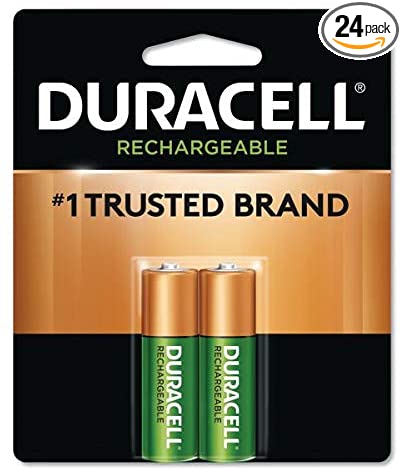 24 pack
DURACELL®
RECHARGEABLE
#1 TRUSTED BRAND
DURACELL
RECHARGEABLE
DURACELL
RECHARGEABLE